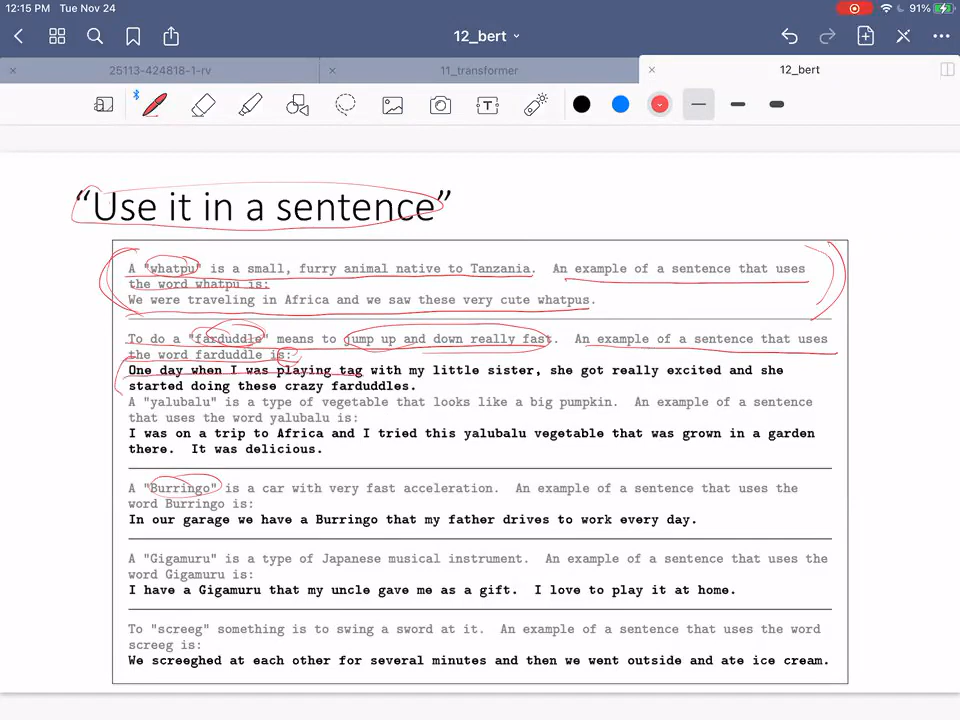 12:15 PM Tue Nov 24
91%
12_bert
25113-424818-1-rv
11_transformer
12_bert
“Use it in a sentence”
A "whatpu" is a small, furry animal native to Tanzania. An example of a sentence that uses
the word whatpu is:
We were traveling in Africa and we saw these very cute whatpus.
To do a "farduddle" means to jump up and down really fast. An example of a sentence that uses
the word farduddle is:
One day when I was playing tag with my little sister, she got really excited and she
started doing these crazy farduddles.
A "yalubalu" is a type of vegetable that looks like a big pumpkin. An example of a sentence
that uses the word yalubalu is:
I was on a trip to Africa and I tried this yalubalu vegetable that was grown in a garden
there. It was delicious.
A "Burringo" is a car with very fast acceleration. An example of a sentence that uses the
word Burringo is:
In our garage we have a Burringo that my father drives to work every day.
A "Gigamuru" is a type of Japanese musical instrument. An example of a sentence that uses the
word Gigamuru is:
I have a Gigamuru that my uncle gave me as a gift. I love to play it at home.
To "screeg" something is to swing a sword at it. An example of a sentence that uses the word
screeg is:
We screeghed at each other for several minutes and then we went outside and ate ice cream.